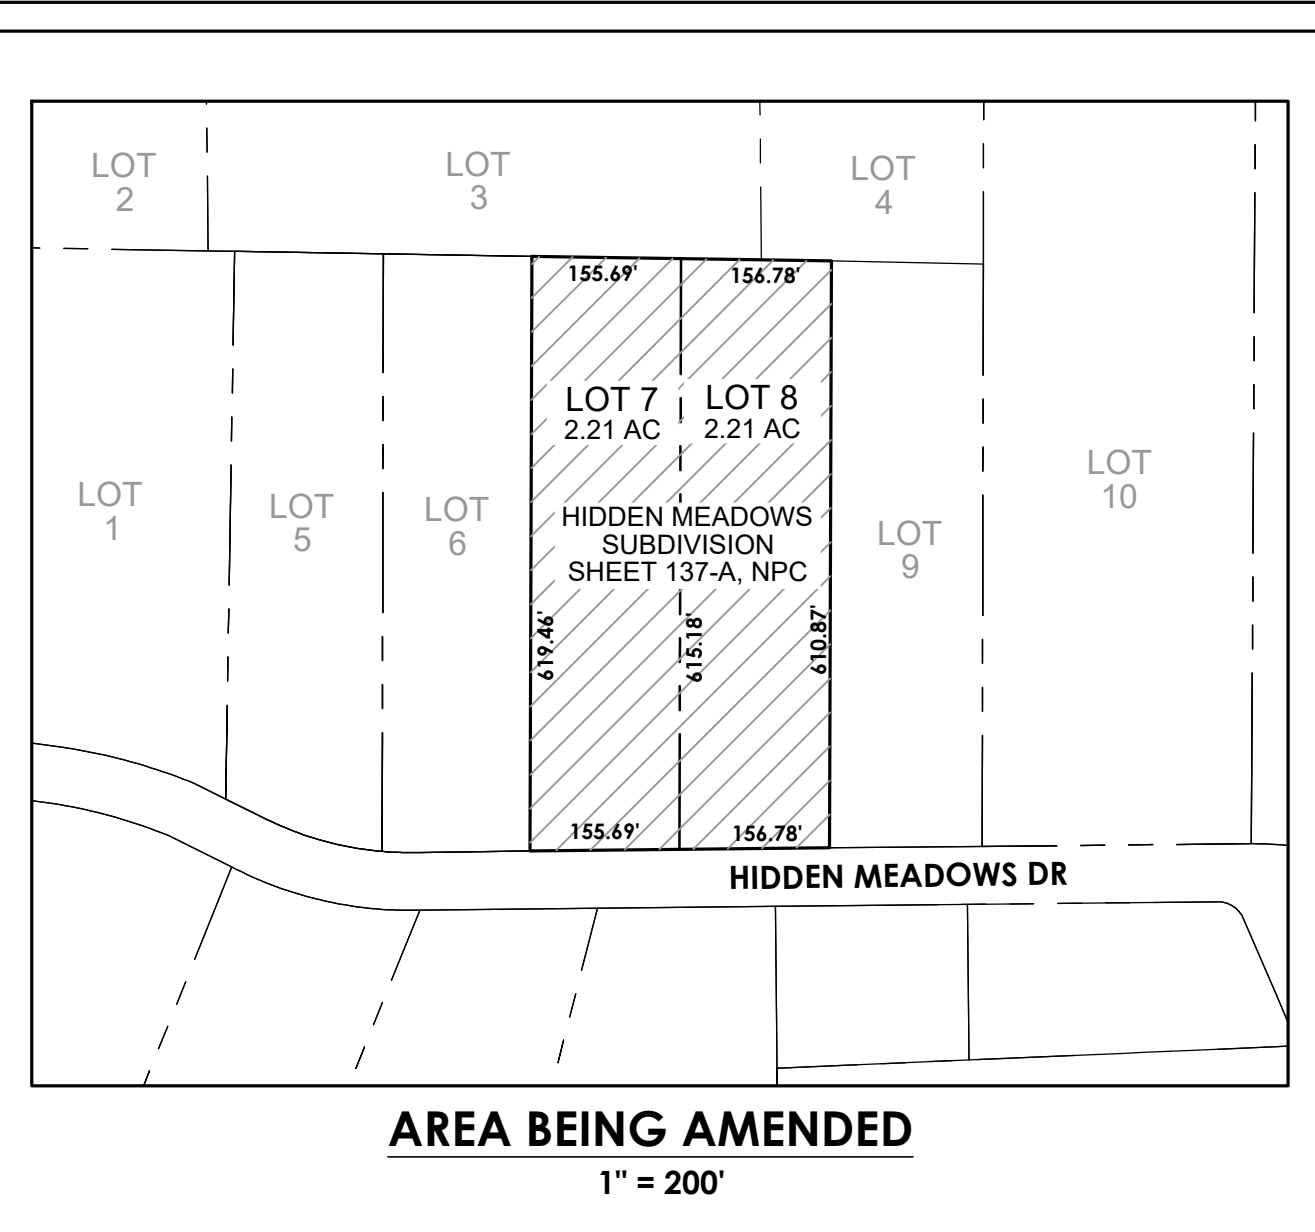 LOT
2
LOT
3
LOT
4
155.69'
156.78'
LOT 7
2.21 AC
LOT 8
2.21 AC
LOT
1
LOT
5
LOT
6
HIDDEN MEADOWS
SUBDIVISION
SHEET 137-A, NPC
LOT
9
LOT
10
619.46'
615.18'
610.87'
155.69'
156.78'
HIDDEN MEADOWS DR
AREA BEING AMENDED
1" = 200'